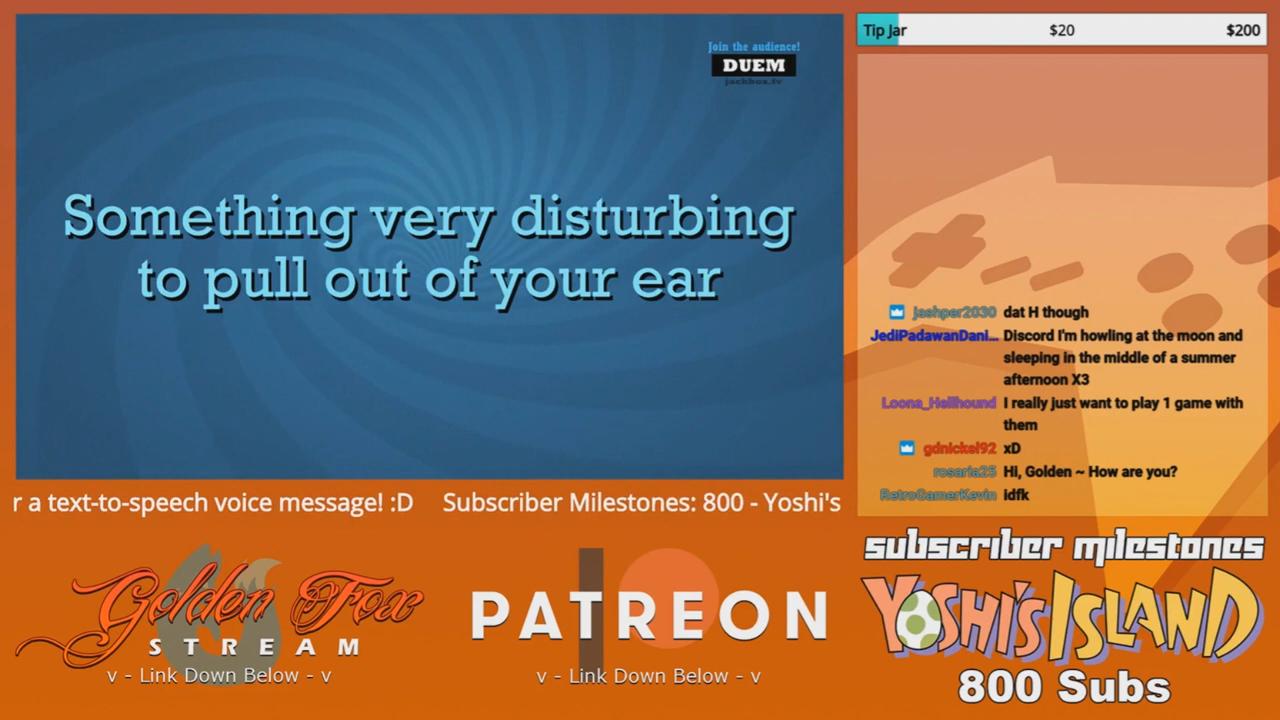 Join the audience!
DUEM
jackbox.tv
Something very disturbing
to pull out of your ear
Tip Jar $20 $200
jashper2030 dat H though
JediPadawanDani... Discord I'm howling at the moon and
sleeping in the middle of a summer
afternoon X3
Loona_Hellhound I really just want to play 1 game with
them
gdnickel92 xD
rosaria25 Hi, Golden ~ How are you?
RetroGamerKevin idfk
r a text-to-speech voice message! :D Subscriber Milestones: 800 - Yoshi's
Golden Fox
STREAM
v - Link Down Below - v
PATREON
v - Link Down Below - v
subscriber milestones
YOSHI'S ISLAND
800 Subs